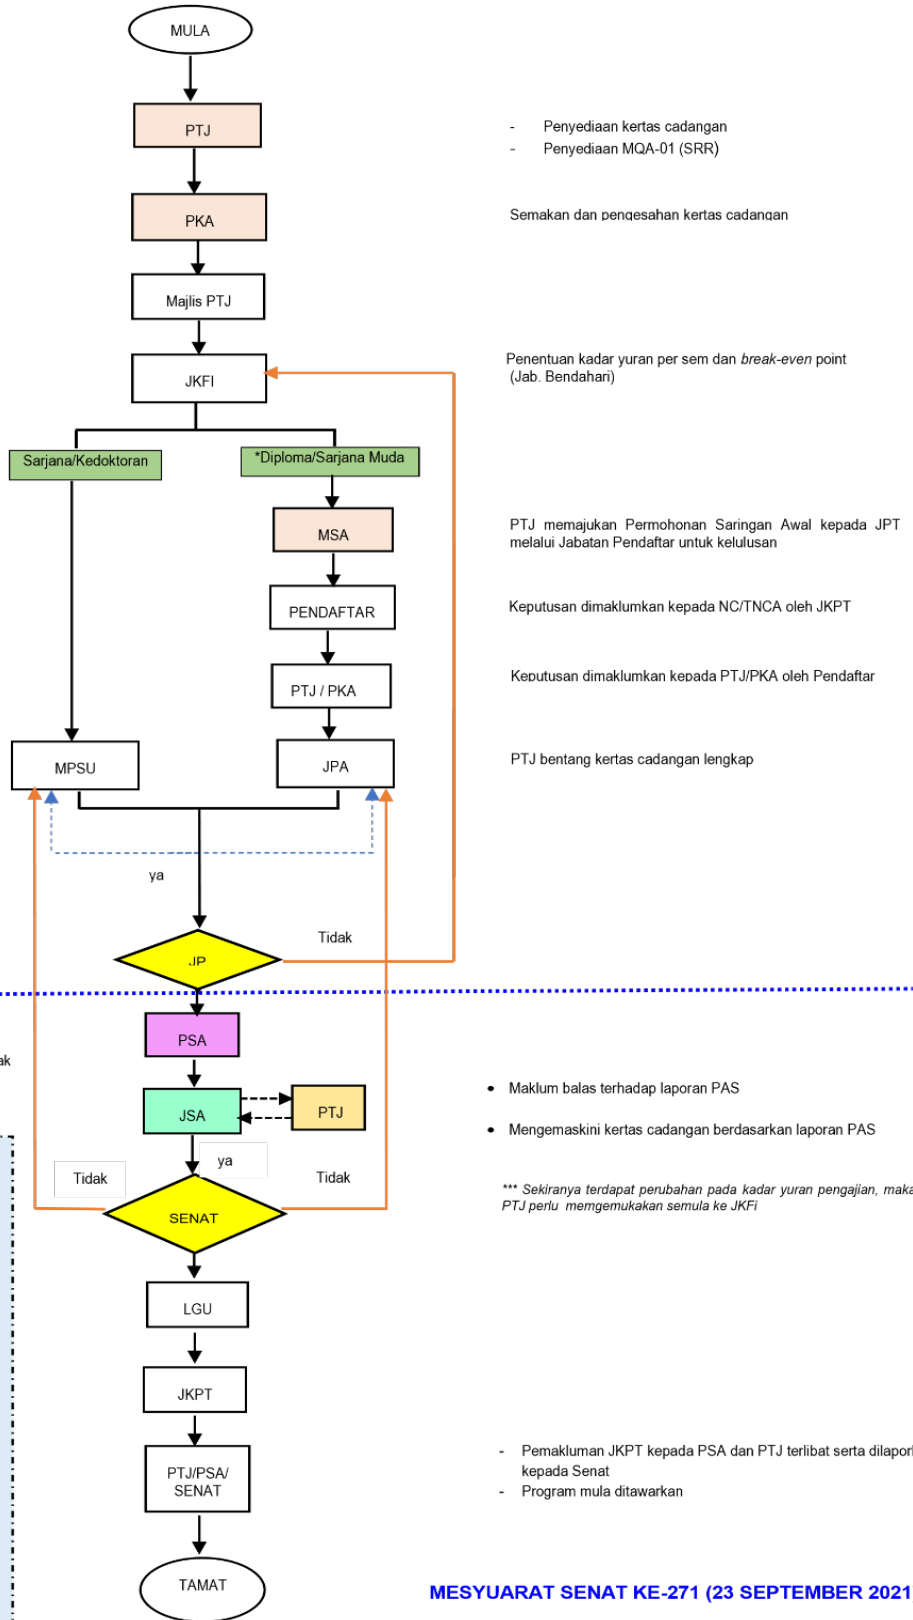 MULA
PTJ
- Penyediaan kertas cadangan
- Penyediaan MQA-01 (SRR)
PKA
Semakan dan pengesahan kertas cadangan
Majlis PTJ
JKFI
Penentuan kadar yuran per sem dan break-even point
(Jab. Bendahari)
Sarjana/Kedoktoran
*Diploma/Sarjana Muda
MSA
PTJ memajukan Permohonan Saringan Awal kepada JPT
melalui Jabatan Pendaftar untuk kelulusan
PENDAFTAR
Keputusan dimaklumkan kepada NC/TNCA oleh JKPT
PTJ / PKA
Keputusan dimaklumkan kepada PTJ/PKA oleh Pendaftar
MPSU
JPA
PTJ bentang kertas cadangan lengkap
ya
Tidak
JP
PSA
ak
JSA
PTJ
• Maklum balas terhadap laporan PAS
• Mengemaskini kertas cadangan berdasarkan laporan PAS
ya
Tidak
Tidak
*** Sekiranya terdapat perubahan pada kadar yuran pengajian, maka
PTJ perlu memgemukakan semula ke JKFi
SENAT
LGU
JKPT
PTJ/PSA/
SENAT
- Pemakluman JKPT kepada PSA dan PTJ terlibat serta dilapor
kepada Senat
- Program mula ditawarkan
TAMAT
MESYUARAT SENAT KE-271 (23 SEPTEMBER 2021